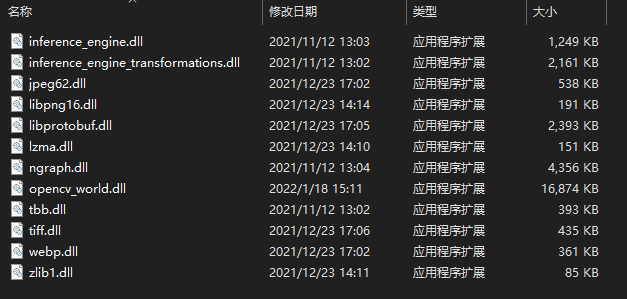 名称 修改日期 类型 大小
inference_engine.dll 2021/11/12 13:03 应用程序扩展 1,249 KB
inference_engine_transformations.dll 2021/11/12 13:02 应用程序扩展 2,161 KB
jpeg62.dll 2021/12/23 17:02 应用程序扩展 538 KB
libpng16.dll 2021/12/23 14:14 应用程序扩展 191 KB
libprotobuf.dll 2021/12/23 17:05 应用程序扩展 2,393 KB
lzma.dll 2021/12/23 14:10 应用程序扩展 151 KB
ngraph.dll 2021/11/12 13:04 应用程序扩展 4,356 KB
opencv_world.dll 2022/1/18 15:11 应用程序扩展 16,874 KB
tbb.dll 2021/11/12 13:02 应用程序扩展 393 KB
tiff.dll 2021/12/23 17:06 应用程序扩展 435 KB
webp.dll 2021/12/23 17:02 应用程序扩展 361 KB
zlib1.dll 2021/12/23 14:11 应用程序扩展 85 KB